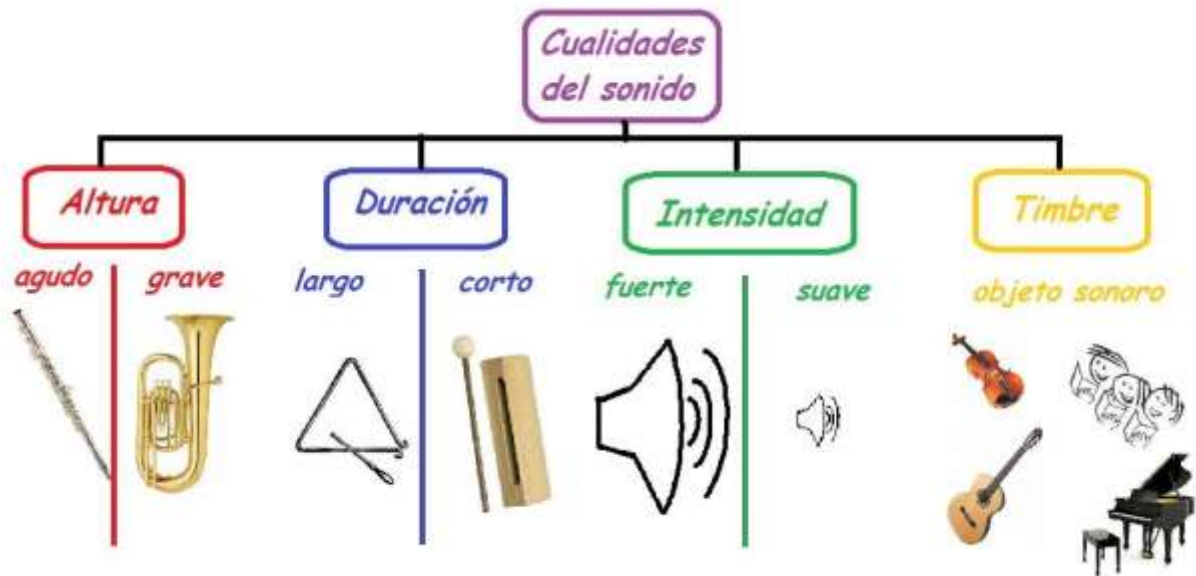 Cualidades
del sonido
Altura
Duración
Intensidad
Timbre
agudo
grave
largo
corto
fuerte
suave
objeto sonoro